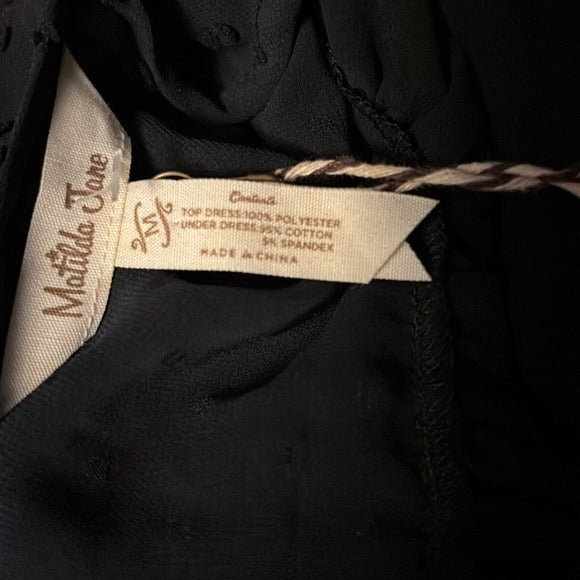 Matilda Jane
M
Contents
TOP DRESS: 100% POLYESTER
UNDER DRESS: 95% COTTON
5% SPANDEX
MADE in CHINA